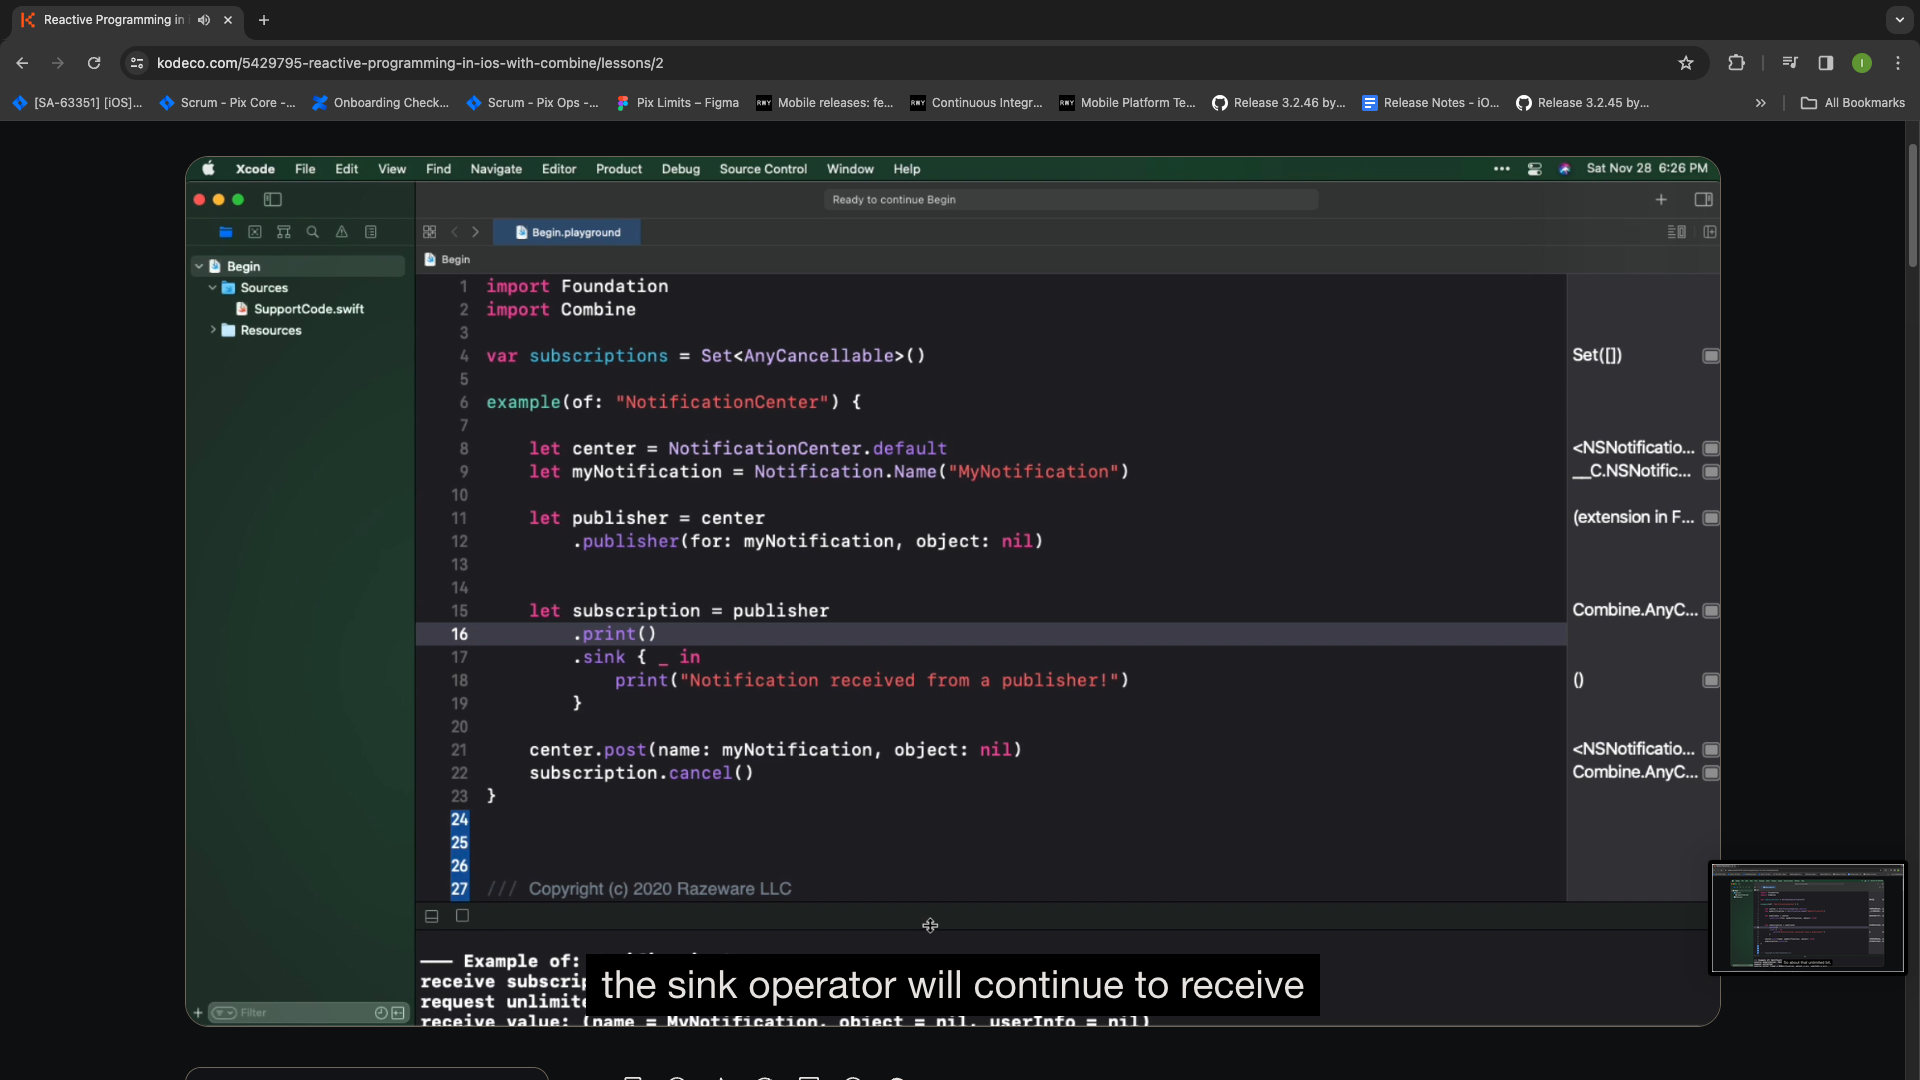 Reactive Programming in
kodeco.com/5429795-reactive-programming-in-ios-with-combine/lessons/2
I
[SA-63351] [iOS]...
Scrum - Pix Core -...
Onboarding Check...
Scrum - Pix Ops -...
Pix Limits – Figma
Mobile releases: fe...
Continuous Integr...
Mobile Platform Te...
Release 3.2.46 by...
Release Notes - iO...
Release 3.2.45 by...
All Bookmarks
Xcode File Edit View Find Navigate Editor Product Debug Source Control Window Help
Sat Nov 28 6:26 PM
Ready to continue Begin
Begin.playground
Begin
Begin
Sources
SupportCode.swift
Resources
1 import Foundation
2 import Combine
3
4 var subscriptions = Set<AnyCancellable>() Set([])
5
6 example(of: "NotificationCenter") {
7
8 let center = NotificationCenter.default <NSNotificatio...
9 let myNotification = Notification.Name("MyNotification") __C.NSNotific...
10
11 let publisher = center (extension in F...
12 .publisher(for: myNotification, object: nil)
13
14
15 let subscription = publisher Combine.AnyC...
16 .print()
17 .sink { _ in
18 print("Notification received from a publisher!") ()
19 }
20
21 center.post(name: myNotification, object: nil) <NSNotificatio...
22 subscription.cancel() Combine.AnyC...
23 }
24
25
26
27 /// Copyright (c) 2020 Razeware LLC
—— Example of:
receive subscrip
request unlimite
receive value: (name = MyNotification, object = nil, userInfo = nil)
the sink operator will continue to receive
Filter